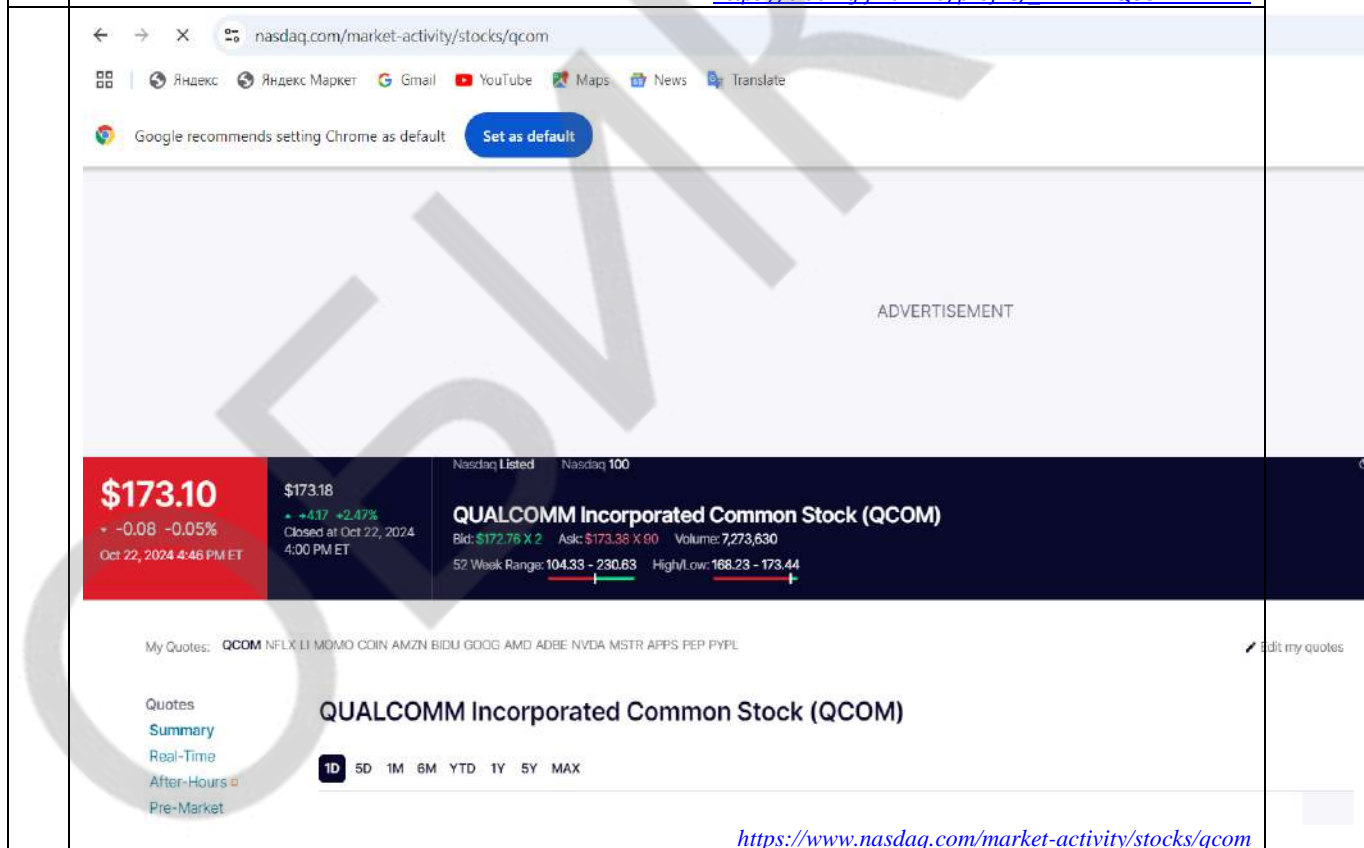 nasdaq.com/market-activity/stocks/qcom
Яндекс Яндекс Маркет Gmail YouTube Maps News Translate
Google recommends setting Chrome as default Set as default
ADVERTISEMENT
Nasdaq Listed Nasdaq 100
$173.10
-0.08 -0.05%
Oct 22, 2024 4:46 PM ET
$173.18
+4.17 +2.47%
Closed at Oct 22, 2024
4:00 PM ET
QUALCOMM Incorporated Common Stock (QCOM)
Bid: $172.76 X 2 Ask: $173.38 X 90 Volume: 7,273,630
52 Week Range: 104.33 - 230.63 High/Low: 168.23 - 173.44
My Quotes: QCOM NFLX LI MOMO COIN AMZN BIDU GOOG AMD ADBE NVDA MSTR APPS PEP PYPL
Edit my quotes
Quotes
Summary
Real-Time
After-Hours
Pre-Market
QUALCOMM Incorporated Common Stock (QCOM)
1D 5D 1M 6M YTD 1Y 5Y MAX
https://www.nasdaq.com/market-activity/stocks/qcom
ОБИК